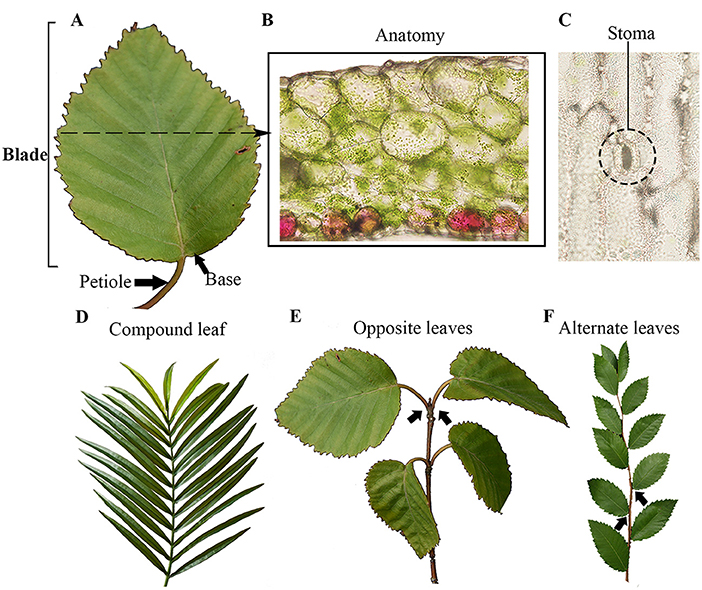 A
B
C
Anatomy
Stoma
Blade
Petiole
Base
D
Compound leaf
E
Opposite leaves
F
Alternate leaves